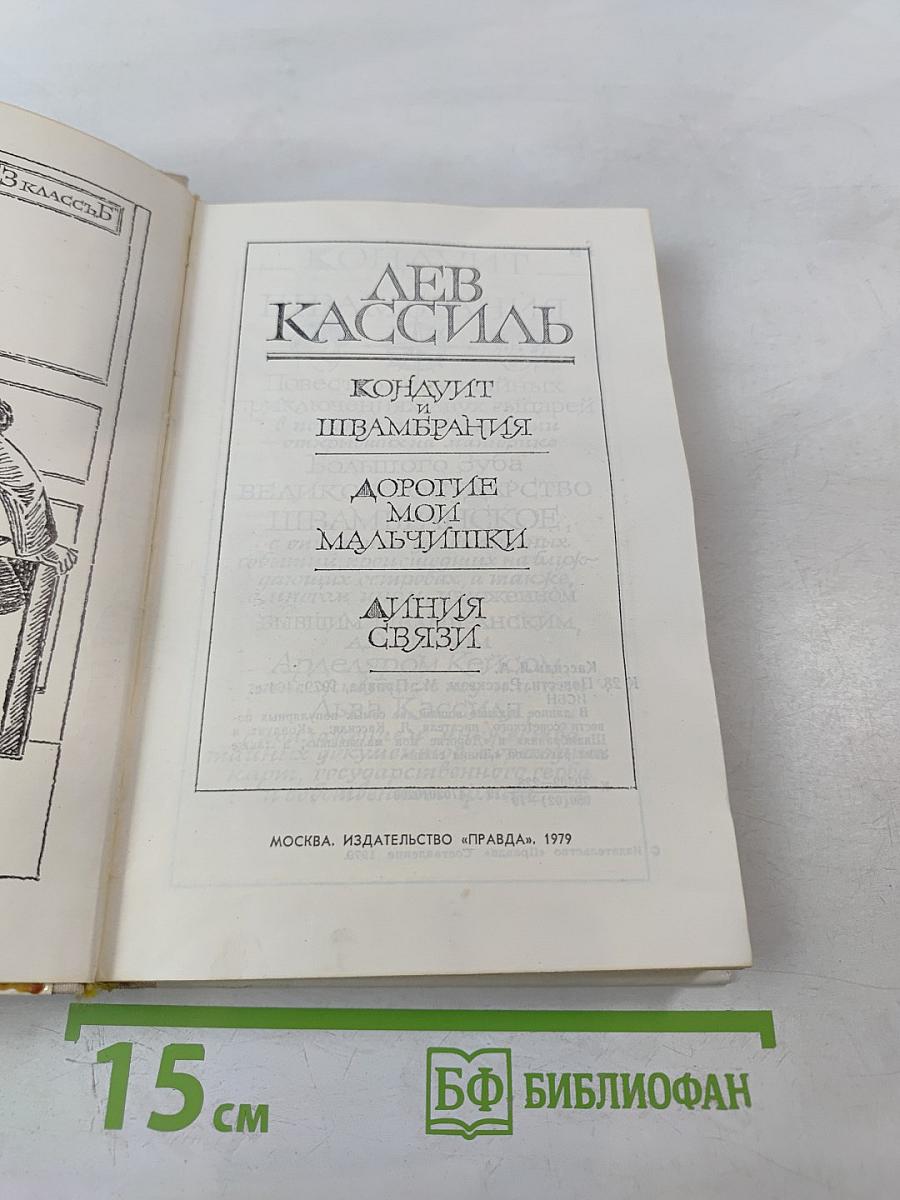 "3 КЛАССЪ Б"
ЛЕВ
КАССИЛЬ
КОНДУИТ
И
ШВАМБРАНИЯ
ДОРОГИЕ
МОИ
МАЛЬЧИШКИ
ЛИНИЯ
СВЯЗИ
МОСКВА. ИЗДАТЕЛЬСТВО «ПРАВДА». 1979
15 см
БФ БИБЛИОФАН